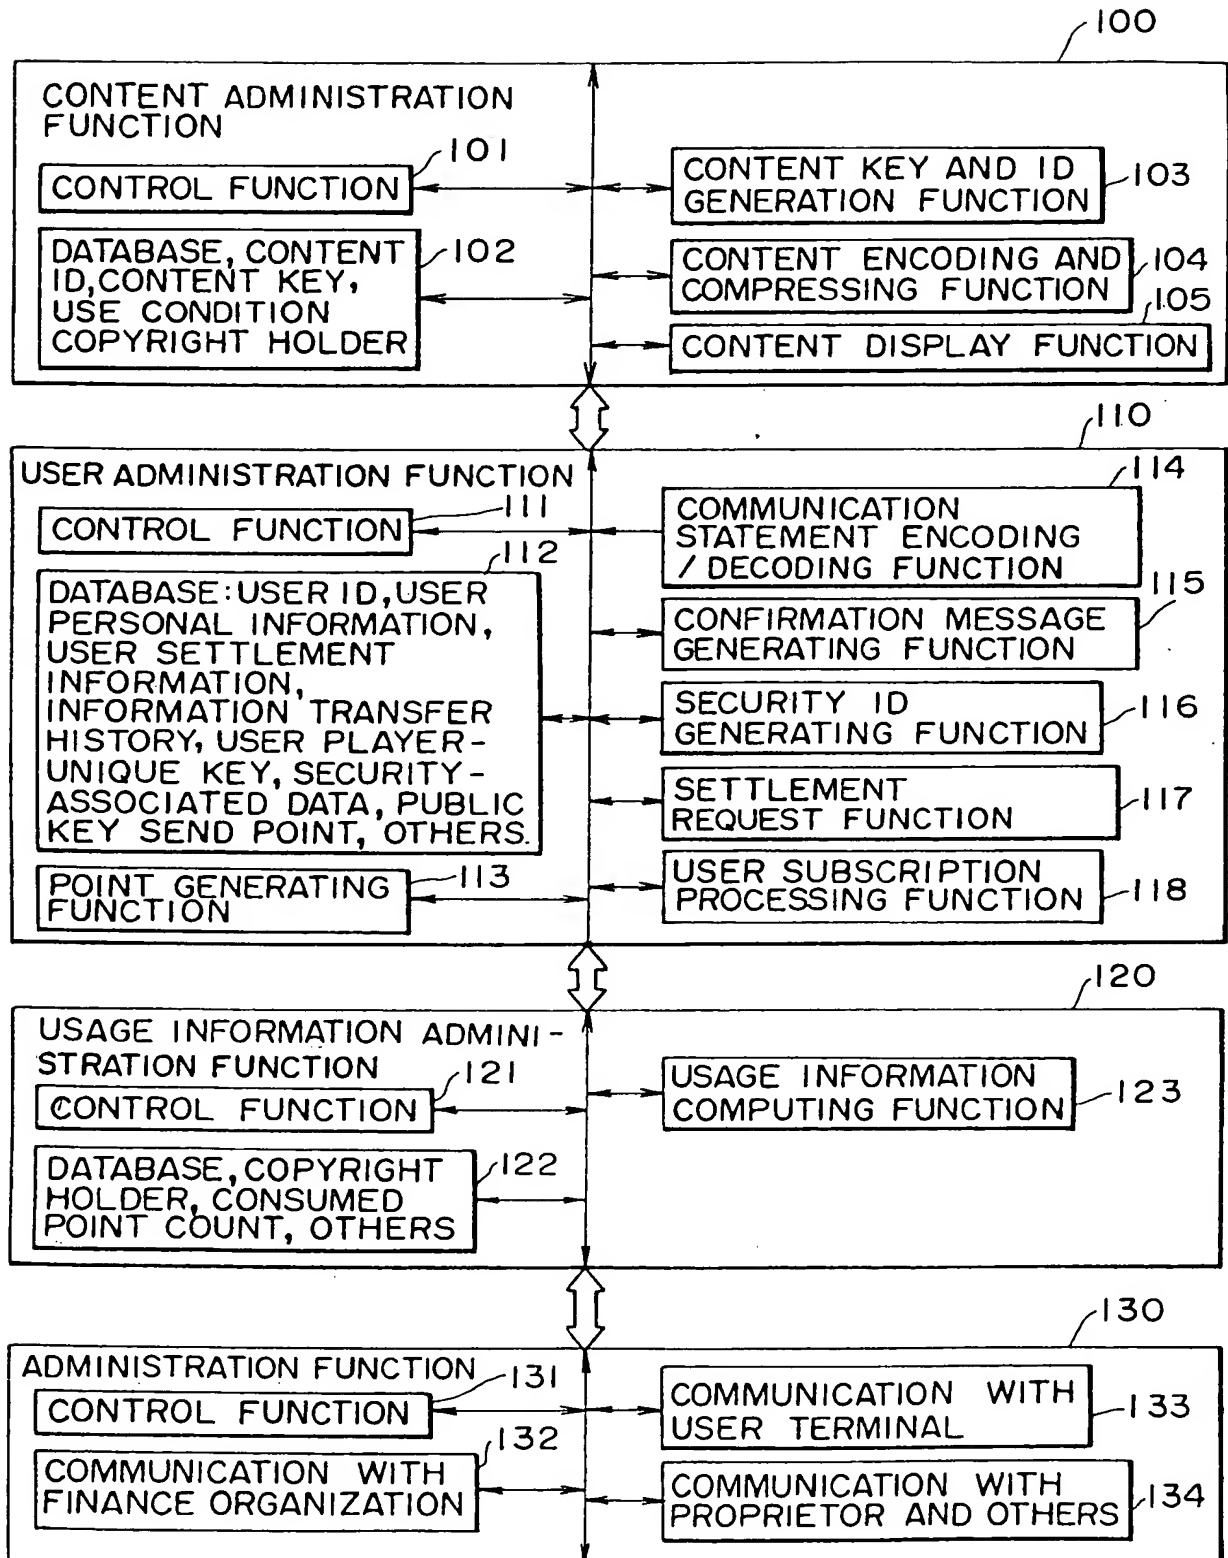 100
CONTENT ADMINISTRATION
FUNCTION
101
CONTROL FUNCTION
DATABASE, CONTENT
ID, CONTENT KEY,
USE CONDITION
COPYRIGHT HOLDER
102
CONTENT KEY AND ID
GENERATION FUNCTION
103
CONTENT ENCODING AND
COMPRESSING FUNCTION
104
105
CONTENT DISPLAY FUNCTION
110
USER ADMINISTRATION FUNCTION
111
CONTROL FUNCTION
112
DATABASE: USER ID, USER
PERSONAL INFORMATION,
USER SETTLEMENT
INFORMATION,
INFORMATION TRANSFER
HISTORY, USER PLAYER-
UNIQUE KEY, SECURITY-
ASSOCIATED DATA, PUBLIC
KEY SEND POINT, OTHERS.
POINT GENERATING
FUNCTION
113
114
COMMUNICATION
STATEMENT ENCODING
/ DECODING FUNCTION
115
CONFIRMATION MESSAGE
GENERATING FUNCTION
SECURITY ID
GENERATING FUNCTION
116
SETTLEMENT
REQUEST FUNCTION
117
USER SUBSCRIPTION
PROCESSING FUNCTION
118
120
USAGE INFORMATION ADMINI-
STRATION FUNCTION
121
CONTROL FUNCTION
DATABASE, COPYRIGHT
HOLDER, CONSUMED
POINT COUNT, OTHERS
122
USAGE INFORMATION
COMPUTING FUNCTION
123
130
ADMINISTRATION FUNCTION
131
CONTROL FUNCTION
132
COMMUNICATION WITH
FINANCE ORGANIZATION
COMMUNICATION WITH
USER TERMINAL
133
COMMUNICATION WITH
PROPRIETOR AND OTHERS
134